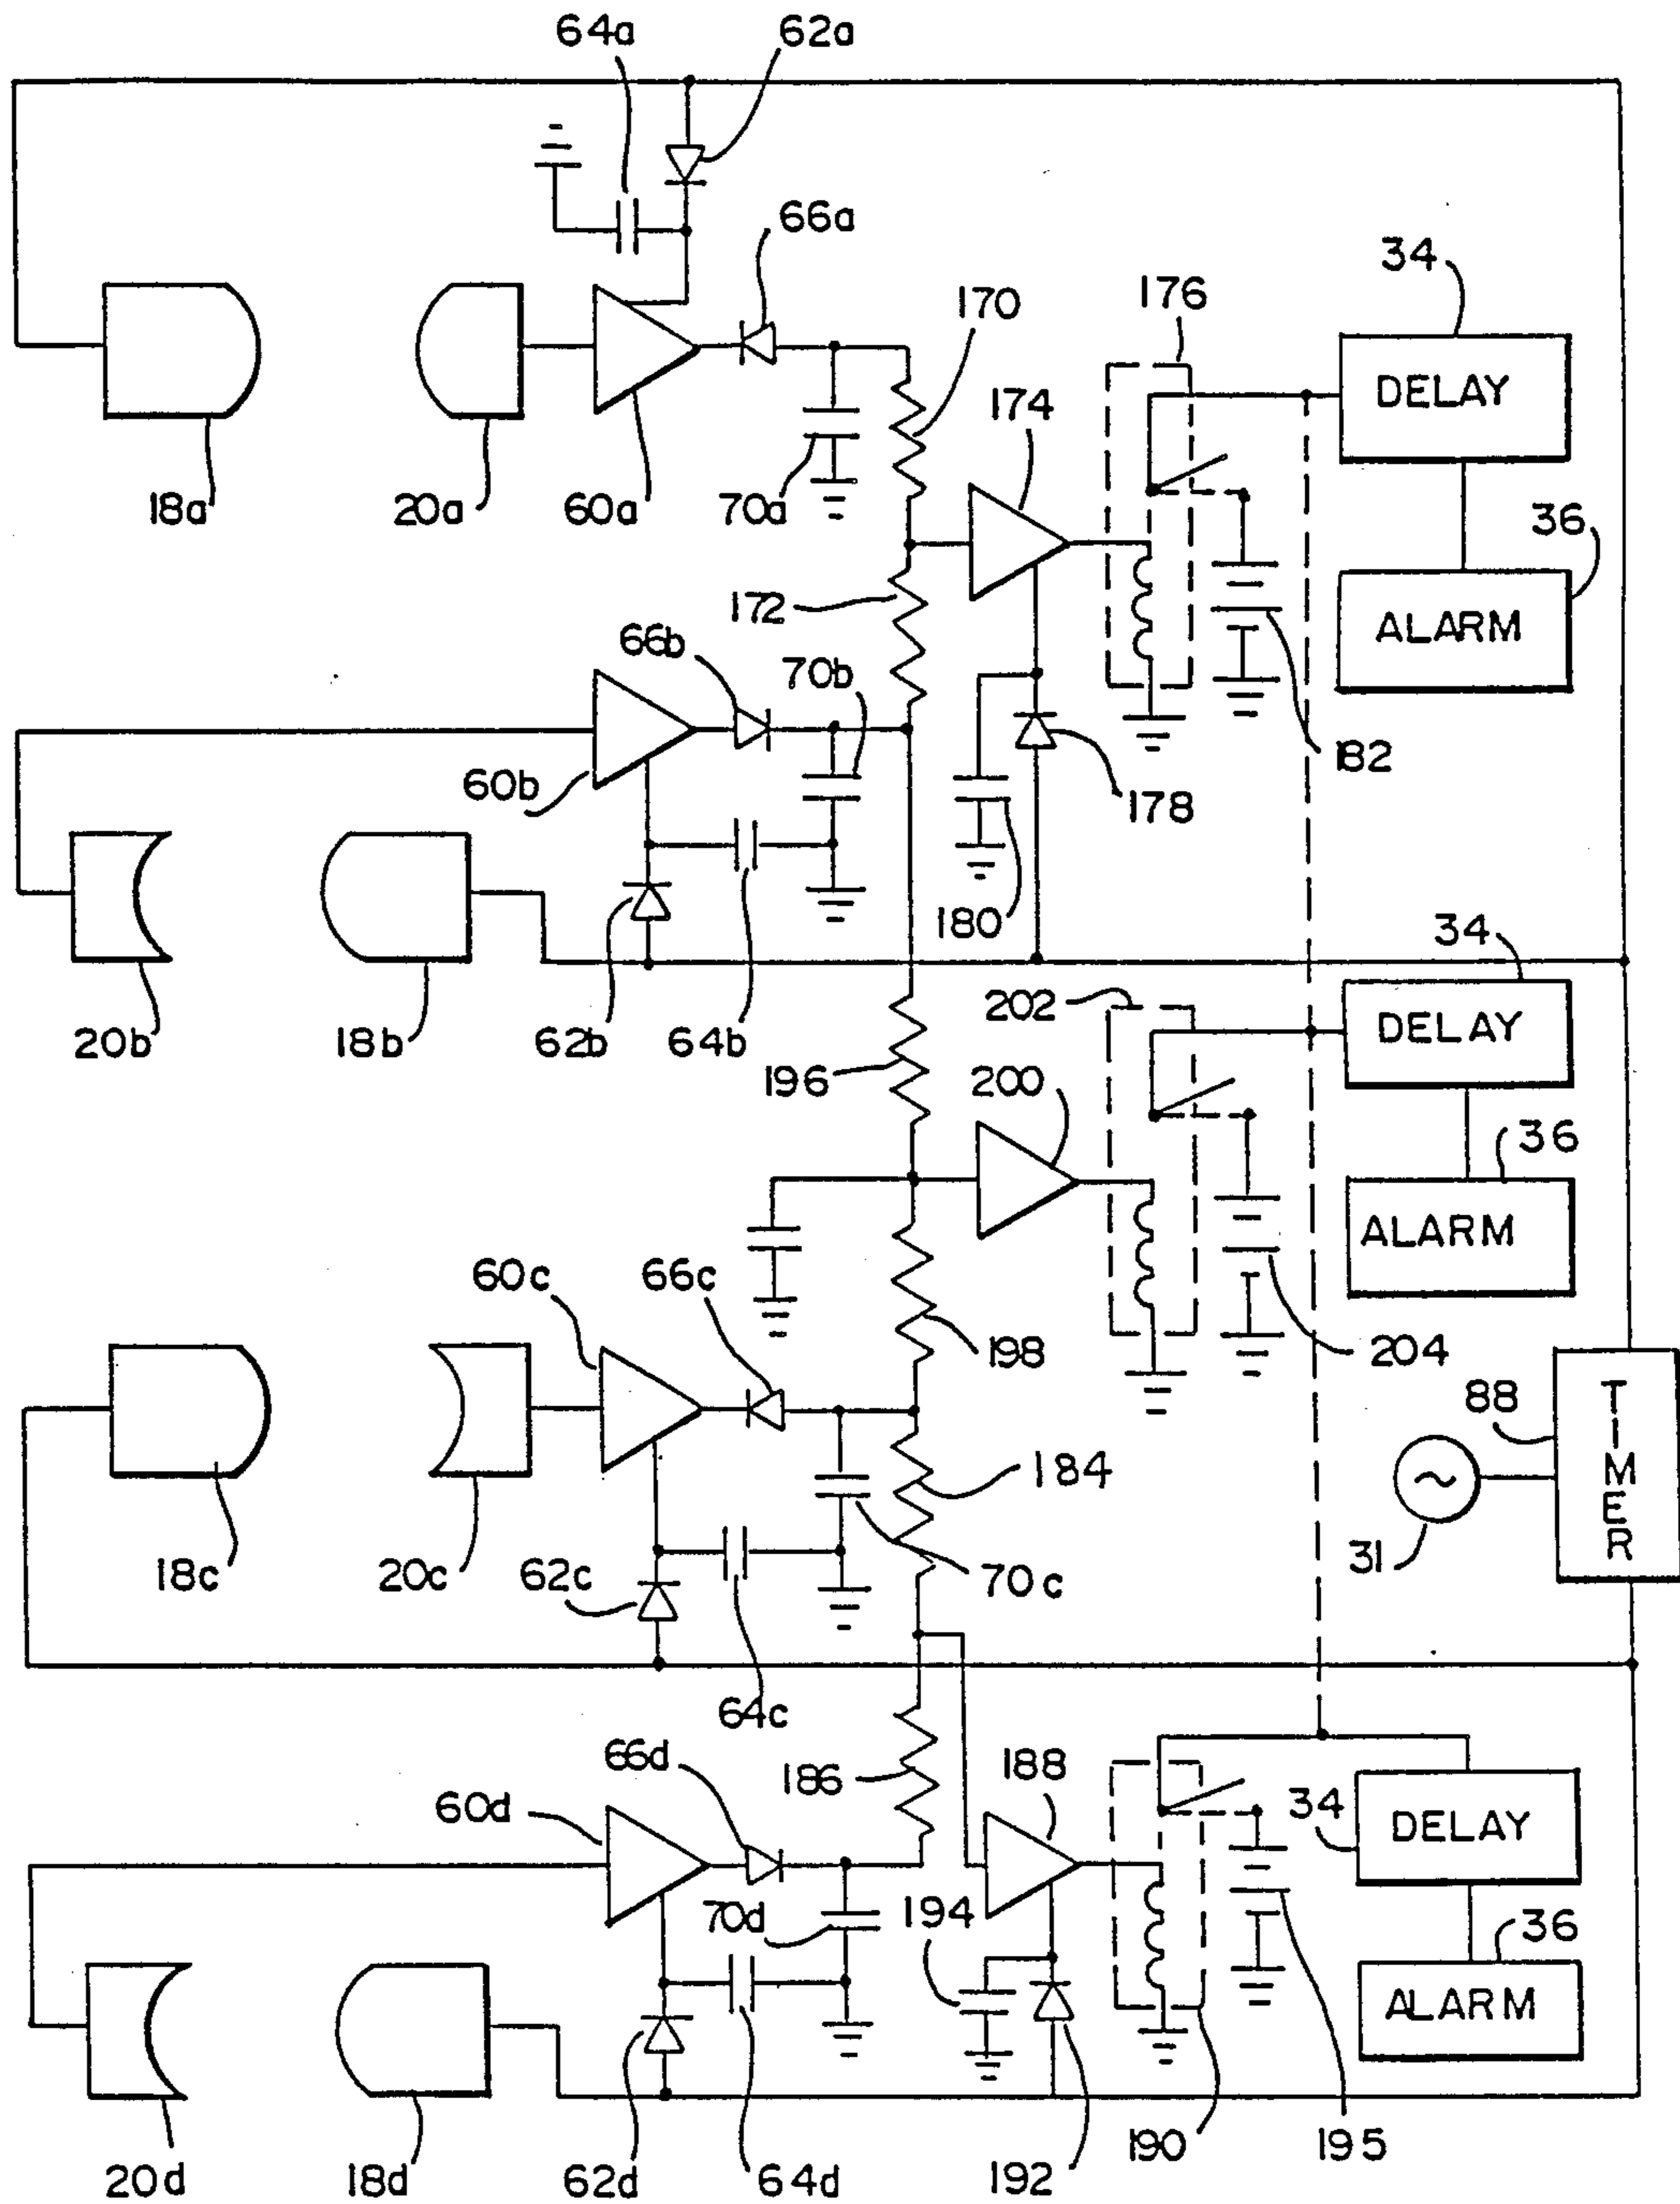 64a
62a
66a
34
170
176
174
DELAY
18a
20a
60a
70a
36
172
ALARM
66b
70b
182
60b
178
180
34
20b
18b
62b
64b
202
DELAY
196
200
36
60c
66c
ALARM
198
204
88
TIMER
184
18c
20c
62c
70c
31
64c
66d
186
188
60d
34
DELAY
70d
194
36
ALARM
20d
18d
62d
64d
192
190
195